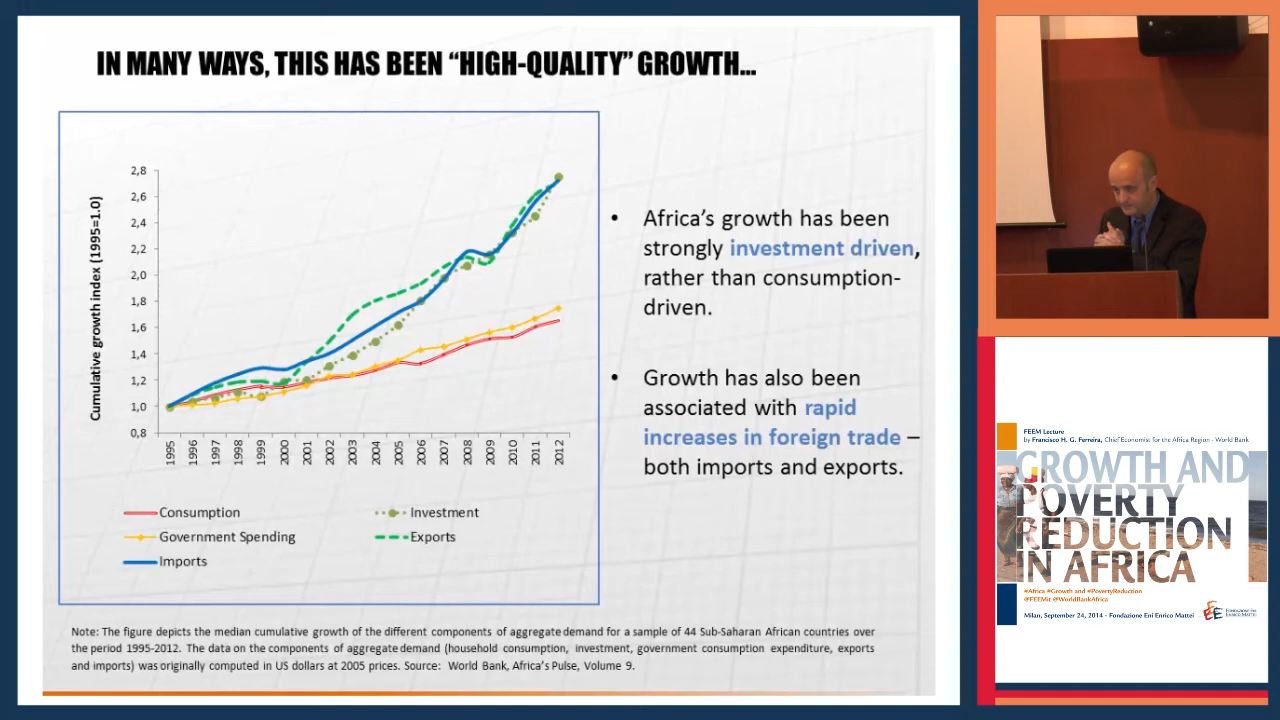 IN MANY WAYS, THIS HAS BEEN “HIGH-QUALITY” GROWTH...
Cumulative growth index (1995=1.0)
2,8
2,6
2,4
2,2
2,0
1,8
1,6
1,4
1,2
1,0
0,8
1995
1996
1997
1998
1999
2000
2001
2002
2003
2004
2005
2006
2007
2008
2009
2010
2011
2012
Consumption
Investment
Government Spending
Exports
Imports
• Africa’s growth has been
strongly investment driven,
rather than consumption-
driven.
• Growth has also been
associated with rapid
increases in foreign trade –
both imports and exports.
Note: The figure depicts the median cumulative growth of the different components of aggregate demand for a sample of 44 Sub-Saharan African countries over
the period 1995-2012. The data on the components of aggregate demand (household consumption, investment, government consumption expenditure, exports
and imports) was originally computed in US dollars at 2005 prices. Source: World Bank, Africa’s Pulse, Volume 9.
FEEM Lecture
by Francisco H. G. Ferreira, Chief Economist for the Africa Region - World Bank
GROWTH AND
POVERTY
REDUCTION
IN AFRICA
#Africa #Growth and #PovertyReduction
@FEEMit @WorldBankAfrica
Milan, September 24, 2014 - Fondazione Eni Enrico Mattei
FONDAZIONE ENI
ENRICO MATTEI